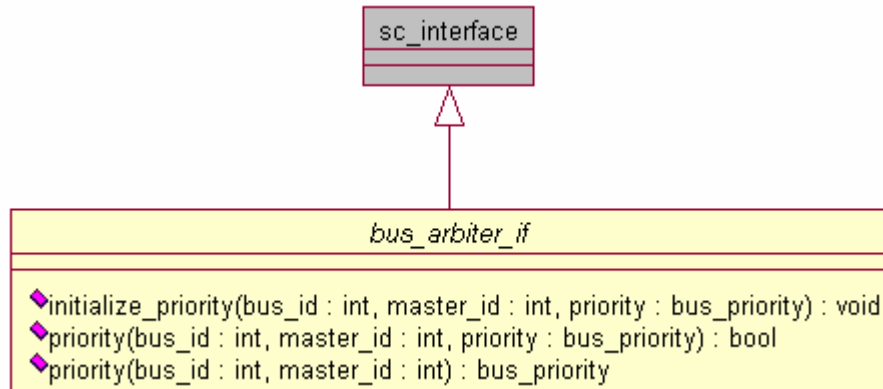 sc_interface
bus_arbiter_if
initialize_priority(bus_id : int, master_id : int, priority : bus_priority) : void
priority(bus_id : int, master_id : int, priority : bus_priority) : bool
priority(bus_id : int, master_id : int) : bus_priority